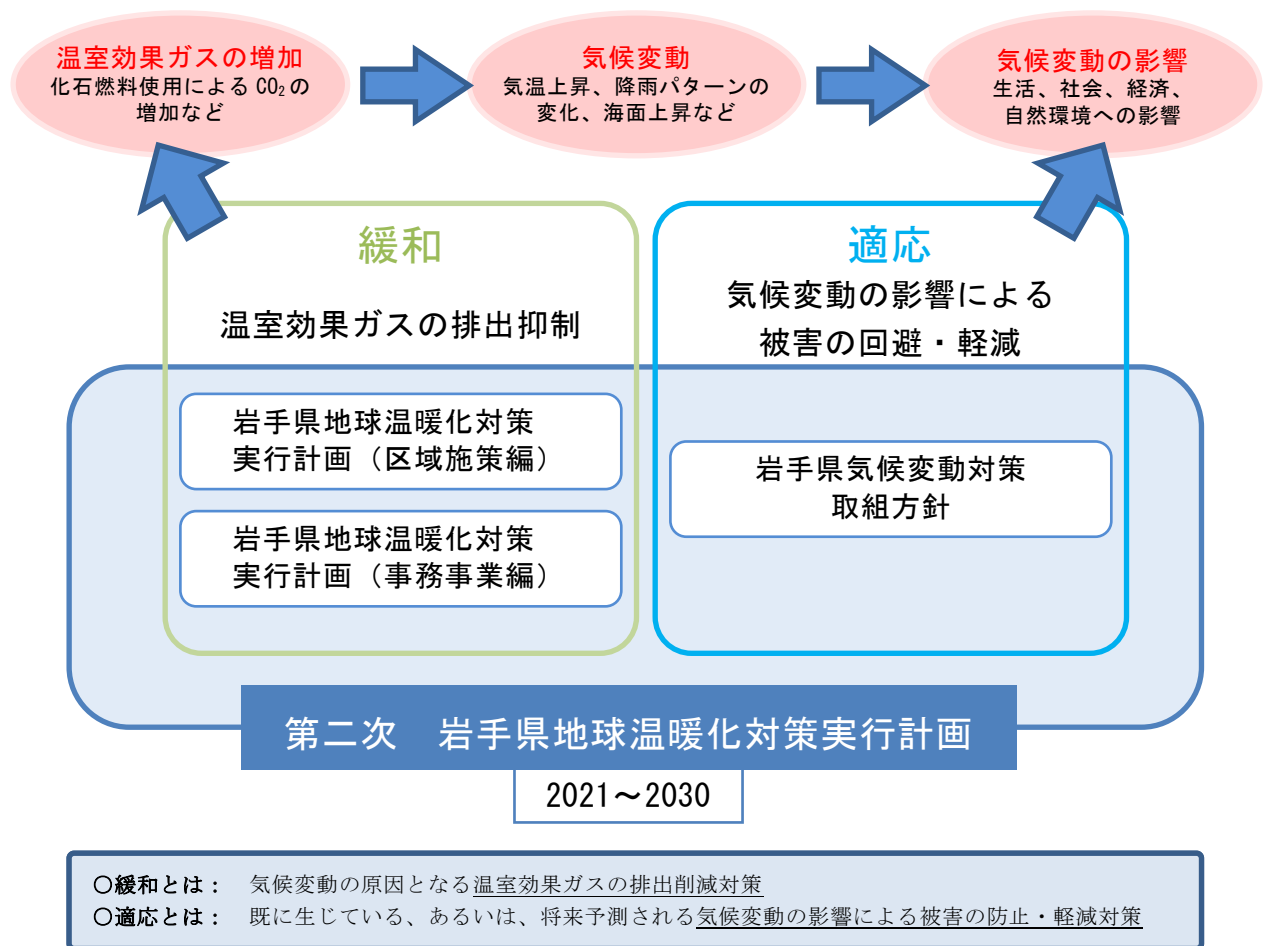 温室効果ガスの増加
化石燃料使用による CO₂の
増加など
気候変動
気温上昇、降雨パターンの
変化、海面上昇など
気候変動の影響
生活、社会、経済、
自然環境への影響
緩和
温室効果ガスの排出抑制
適応
気候変動の影響による
被害の回避・軽減
岩手県地球温暖化対策
実行計画（区域施策編）
岩手県地球温暖化対策
実行計画（事務事業編）
岩手県気候変動対策
取組方針
第二次　岩手県地球温暖化対策実行計画
2021～2030
〇緩和とは：　気候変動の原因となる温室効果ガスの排出削減対策
〇適応とは：　既に生じている、あるいは、将来予測される気候変動の影響による被害の防止・軽減対策